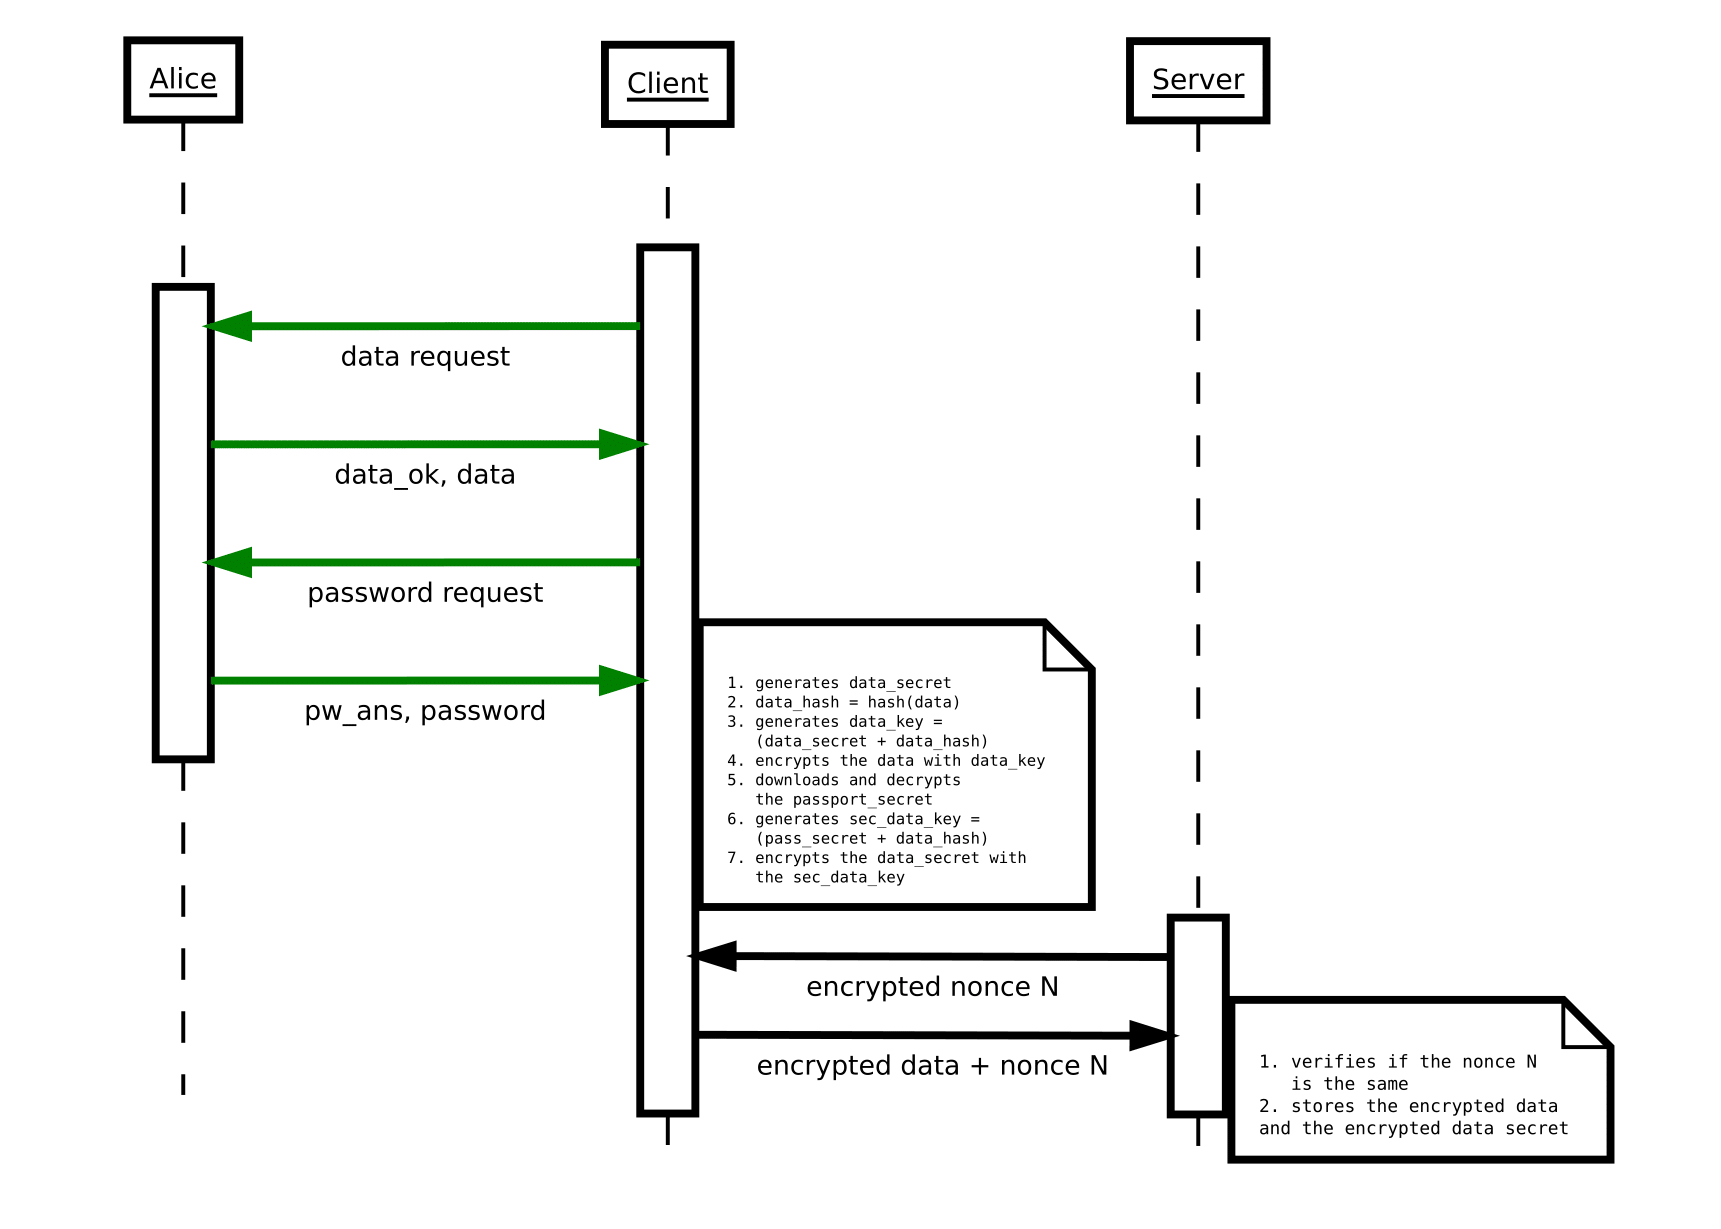 Alice
Client
Server
data request
data_ok, data
password request
pw_ans, password
1. generates data_secret
2. data_hash = hash(data)
3. generates data_key =
(data_secret + data_hash)
4. encrypts the data with data_key
5. downloads and decrypts
the passport_secret
6. generates sec_data_key =
(pass_secret + data_hash)
7. encrypts the data_secret with
the sec_data_key
encrypted nonce N
encrypted data + nonce N
1. verifies if the nonce N
is the same
2. stores the encrypted data
and the encrypted data secret